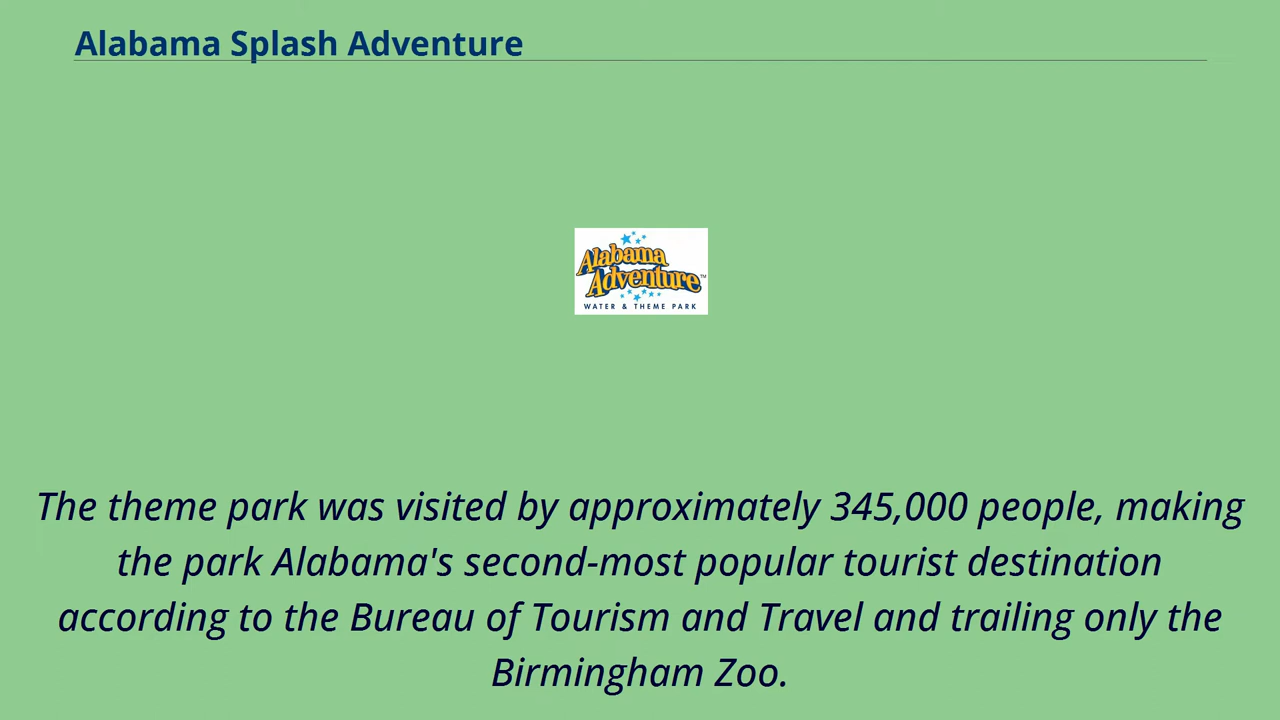 Alabama Splash Adventure
Alabama
Adventure™
WATER & THEME PARK
The theme park was visited by approximately 345,000 people, making
the park Alabama's second-most popular tourist destination
according to the Bureau of Tourism and Travel and trailing only the
Birmingham Zoo.